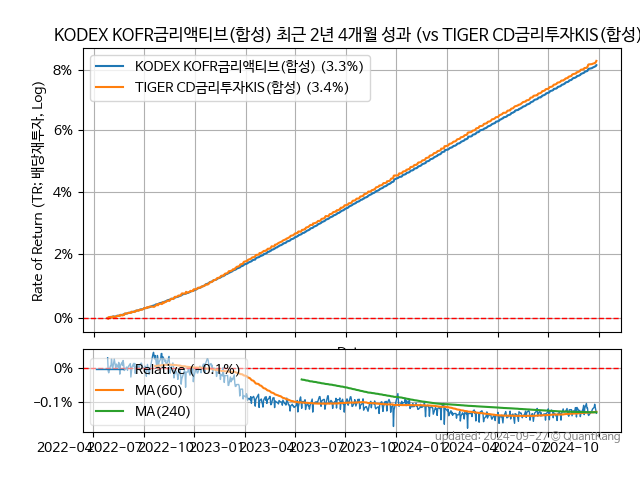 KODEX KOFR금리액티브(합성) 최근 2년 4개월 성과 (vs TIGER CD금리투자KIS(합성)
KODEX KOFR금리액티브(합성) (3.3%)
TIGER CD금리투자KIS(합성) (3.4%)
Rate of Return (TR; 배당재투자, Log)
8%
6%
4%
2%
0%
0%
−0.1%
Relative (−0.1%)
MA(60)
MA(240)
updated: 2024-09-27 © QuantKang
2022-04 2022-07 2022-10 2023-01 2023-04 2023-07 2023-10 2024-01 2024-04 2024-07 2024-10